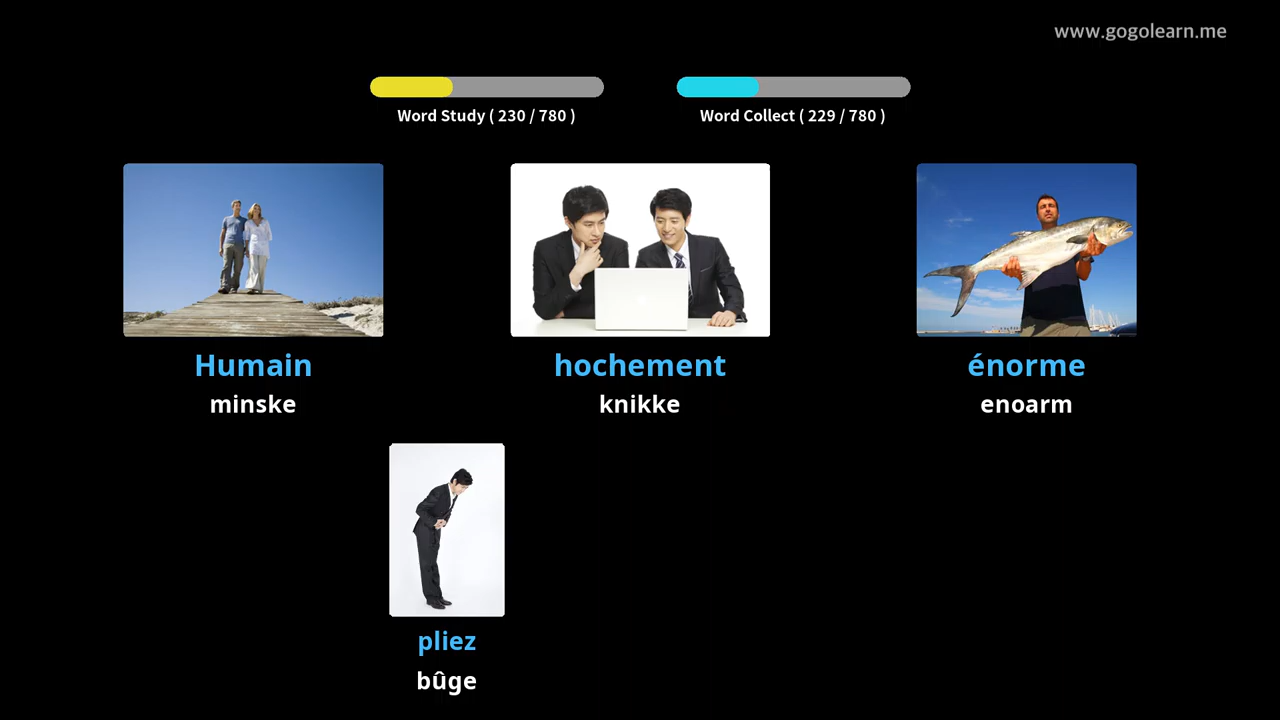 www.gogolearn.me
Word Study ( 230 / 780 )
Word Collect ( 229 / 780 )
Humain
hochement
énorme
minske
knikke
enoarm
pliez
bûge